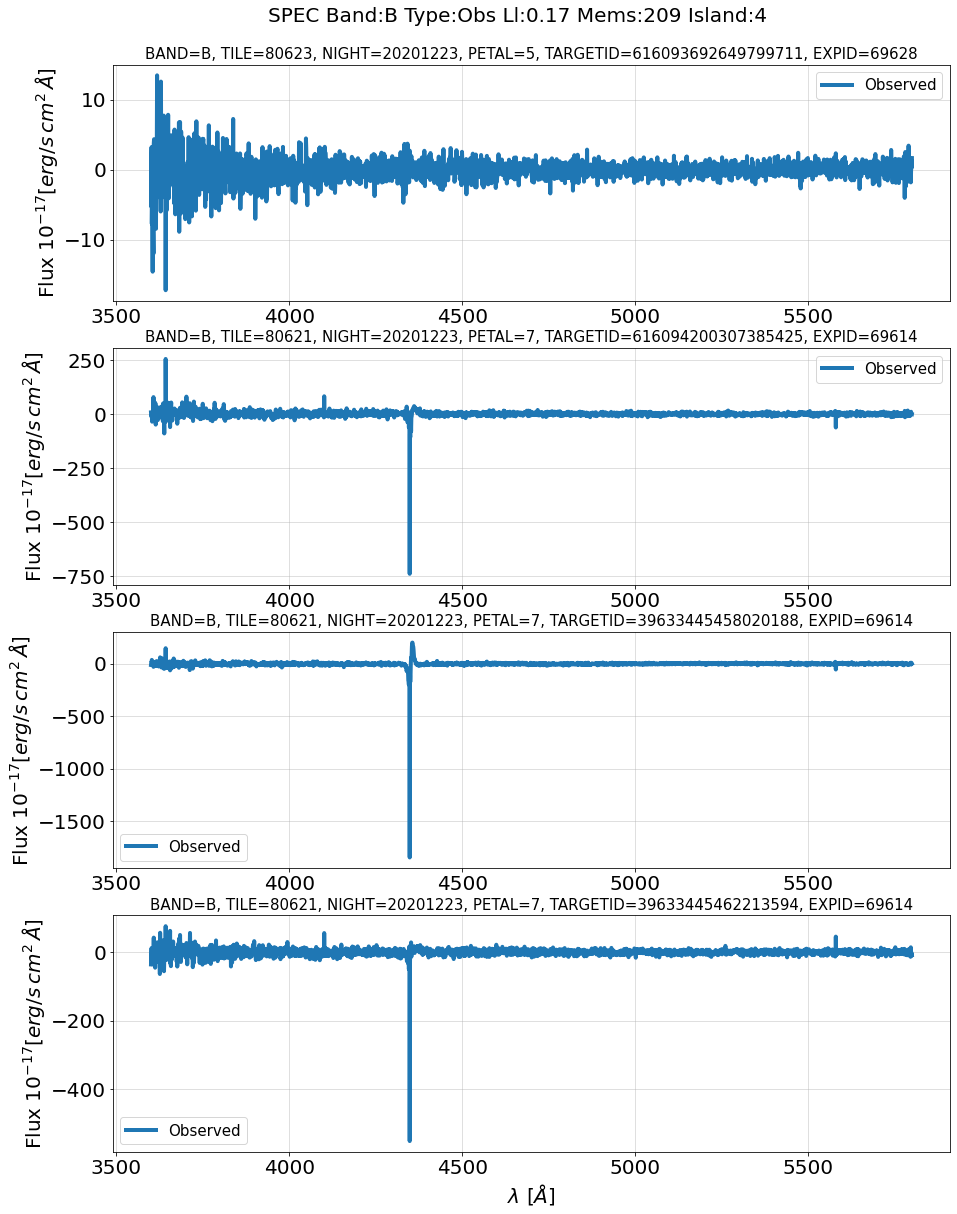 SPEC Band:B Type:Obs Ll:0.17 Mems:209 Island:4
BAND=B, TILE=80623, NIGHT=20201223, PETAL=5, TARGETID=616093692649799711, EXPID=69628
Flux 10⁻¹⁷[erg/s cm² Å]
10
0
−10
Observed
3500 4000 4500 5000 5500
BAND=B, TILE=80621, NIGHT=20201223, PETAL=7, TARGETID=616094200307385425, EXPID=69614
Flux 10⁻¹⁷[erg/s cm² Å]
250
0
−250
−500
−750
Observed
3500 4000 4500 5000 5500
BAND=B, TILE=80621, NIGHT=20201223, PETAL=7, TARGETID=39633445458020188, EXPID=69614
Flux 10⁻¹⁷[erg/s cm² Å]
0
−500
−1000
−1500
Observed
3500 4000 4500 5000 5500
BAND=B, TILE=80621, NIGHT=20201223, PETAL=7, TARGETID=39633445462213594, EXPID=69614
Flux 10⁻¹⁷[erg/s cm² Å]
0
−200
−400
Observed
3500 4000 4500 5000 5500
λ [Å]